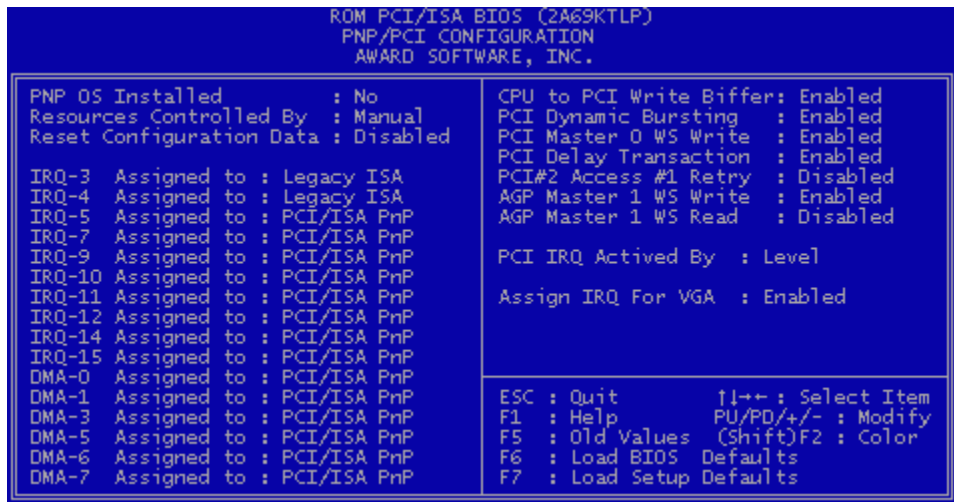 ROM PCI/ISA BIOS (2A69KTLP)
PNP/PCI CONFIGURATION
AWARD SOFTWARE, INC.
PNP OS Installed : No
Resources Controlled By : Manual
Reset Configuration Data : Disabled
IRQ-3 Assigned to : Legacy ISA
IRQ-4 Assigned to : Legacy ISA
IRQ-5 Assigned to : PCI/ISA PnP
IRQ-7 Assigned to : PCI/ISA PnP
IRQ-9 Assigned to : PCI/ISA PnP
IRQ-10 Assigned to : PCI/ISA PnP
IRQ-11 Assigned to : PCI/ISA PnP
IRQ-12 Assigned to : PCI/ISA PnP
IRQ-14 Assigned to : PCI/ISA PnP
IRQ-15 Assigned to : PCI/ISA PnP
DMA-0 Assigned to : PCI/ISA PnP
DMA-1 Assigned to : PCI/ISA PnP
DMA-3 Assigned to : PCI/ISA PnP
DMA-5 Assigned to : PCI/ISA PnP
DMA-6 Assigned to : PCI/ISA PnP
DMA-7 Assigned to : PCI/ISA PnP
CPU to PCI Write Biffer: Enabled
PCI Dynamic Bursting : Enabled
PCI Master 0 WS Write : Enabled
PCI Delay Transaction : Enabled
PCI#2 Access #1 Retry : Disabled
AGP Master 1 WS Write : Enabled
AGP Master 1 WS Read : Disabled
PCI IRQ Actived By : Level
Assign IRQ For VGA : Enabled
ESC : Quit ↑↓→← : Select Item
F1 : Help PU/PD/+/- : Modify
F5 : Old Values (Shift)F2 : Color
F6 : Load BIOS Defaults
F7 : Load Setup Defaults